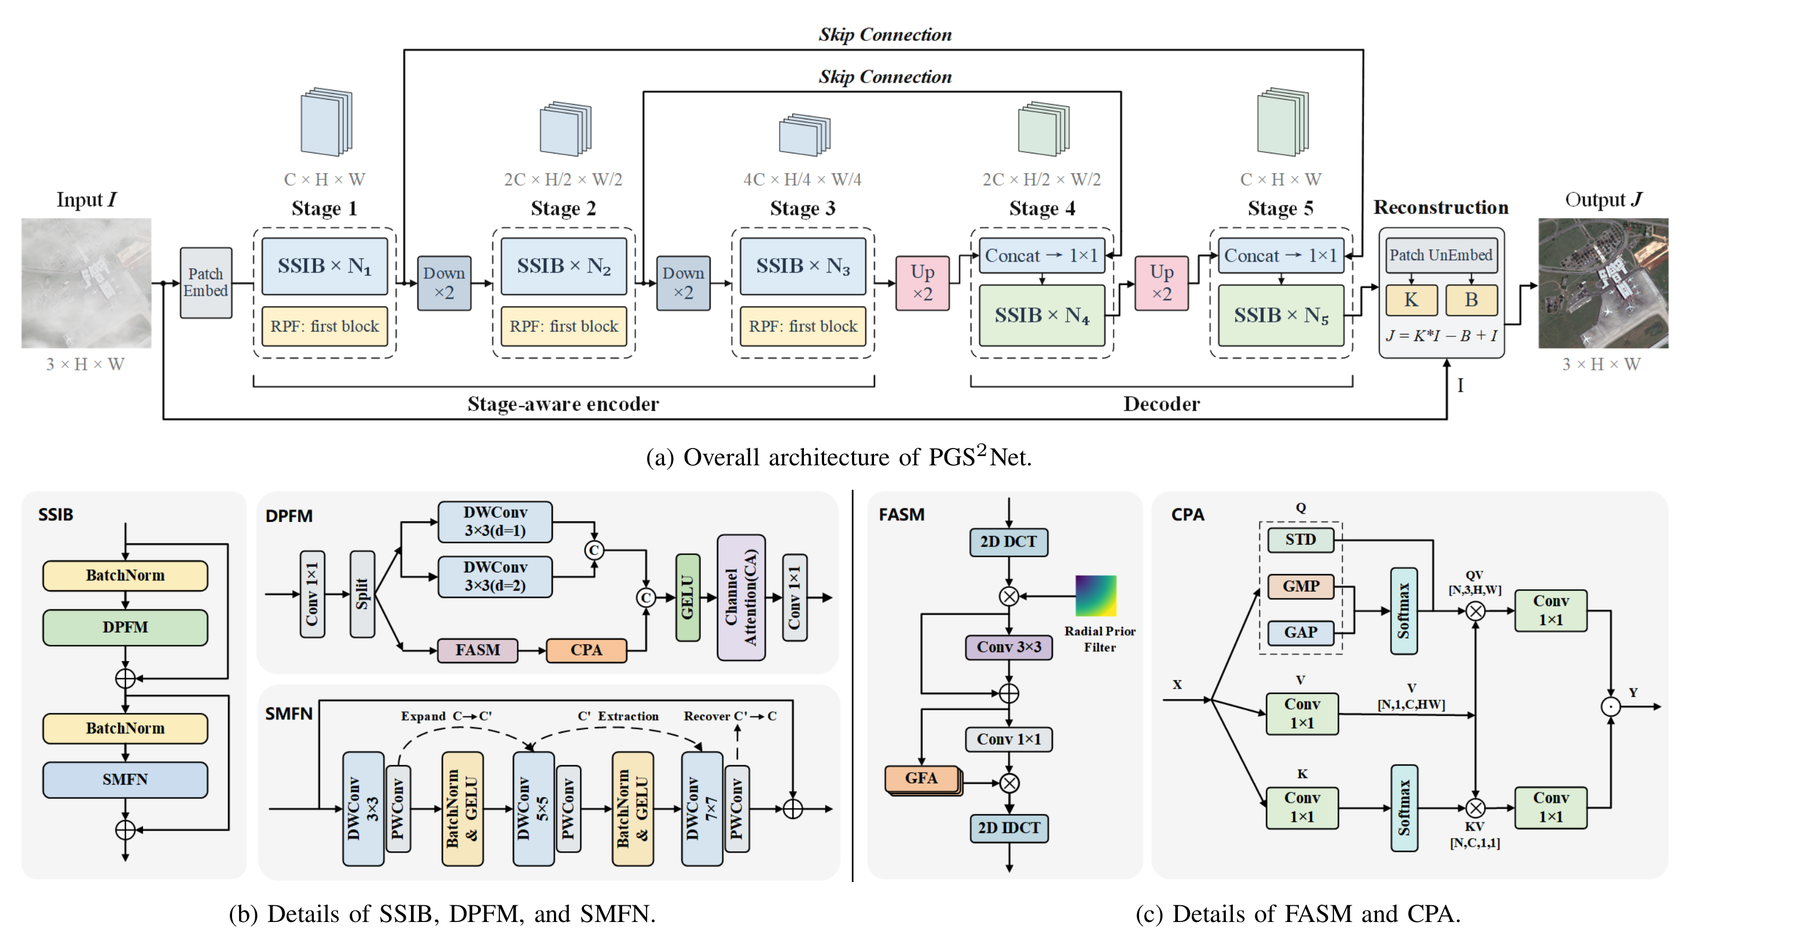 Skip Connection
Skip Connection
C × H × W
2C × H/2 × W/2
4C × H/4 × W/4
2C × H/2 × W/2
C × H × W
Input I
Stage 1
Stage 2
Stage 3
Stage 4
Stage 5
Reconstruction
Output J
Patch
Embed
SSIB × N₁
RPF: first block
Down
×2
SSIB × N₂
RPF: first block
Down
×2
SSIB × N₃
RPF: first block
Up
×2
Concat → 1×1
SSIB × N₄
Up
×2
Concat → 1×1
SSIB × N₅
Patch UnEmbed
K
B
J = K*I − B + I
3 × H × W
3 × H × W
I
Stage-aware encoder
Decoder
(a) Overall architecture of PGS²Net.
SSIB
BatchNorm
DPFM
BatchNorm
SMFN
DPFM
Conv 1×1
Split
DWConv
3×3(d=1)
DWConv
3×3(d=2)
C
FASM
CPA
C
GELU
Channel
Attention(CA)
Conv 1×1
SMFN
Expand C→C'
C' Extraction
Recover C'→C
DWConv
3×3
PWConv
BatchNorm
& GELU
DWConv
5×5
PWConv
BatchNorm
& GELU
DWConv
7×7
PWConv
(b) Details of SSIB, DPFM, and SMFN.
FASM
2D DCT
Radial Prior
Filter
Conv 3×3
Conv 1×1
GFA
2D IDCT
CPA
Q
STD
GMP
GAP
Softmax
QV
[N,3,H,W]
Conv
1×1
X
V
Conv
1×1
V
[N,1,C,HW]
Y
K
Conv
1×1
Softmax
KV
[N,C,1,1]
Conv
1×1
(c) Details of FASM and CPA.